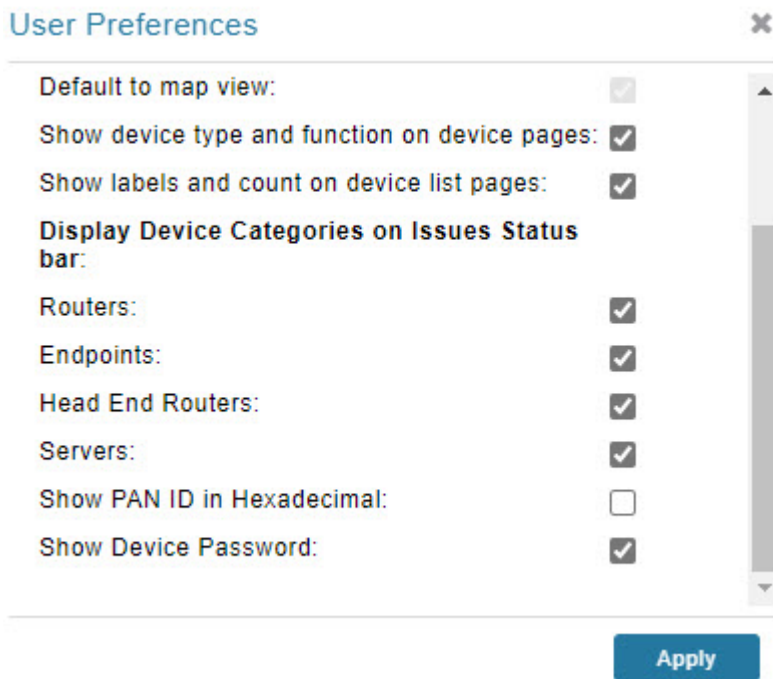 User Preferences
Default to map view:
Show device type and function on device pages:
Show labels and count on device list pages:
Display Device Categories on Issues Status
bar:
Routers:
Endpoints:
Head End Routers:
Servers:
Show PAN ID in Hexadecimal:
Show Device Password:
Apply